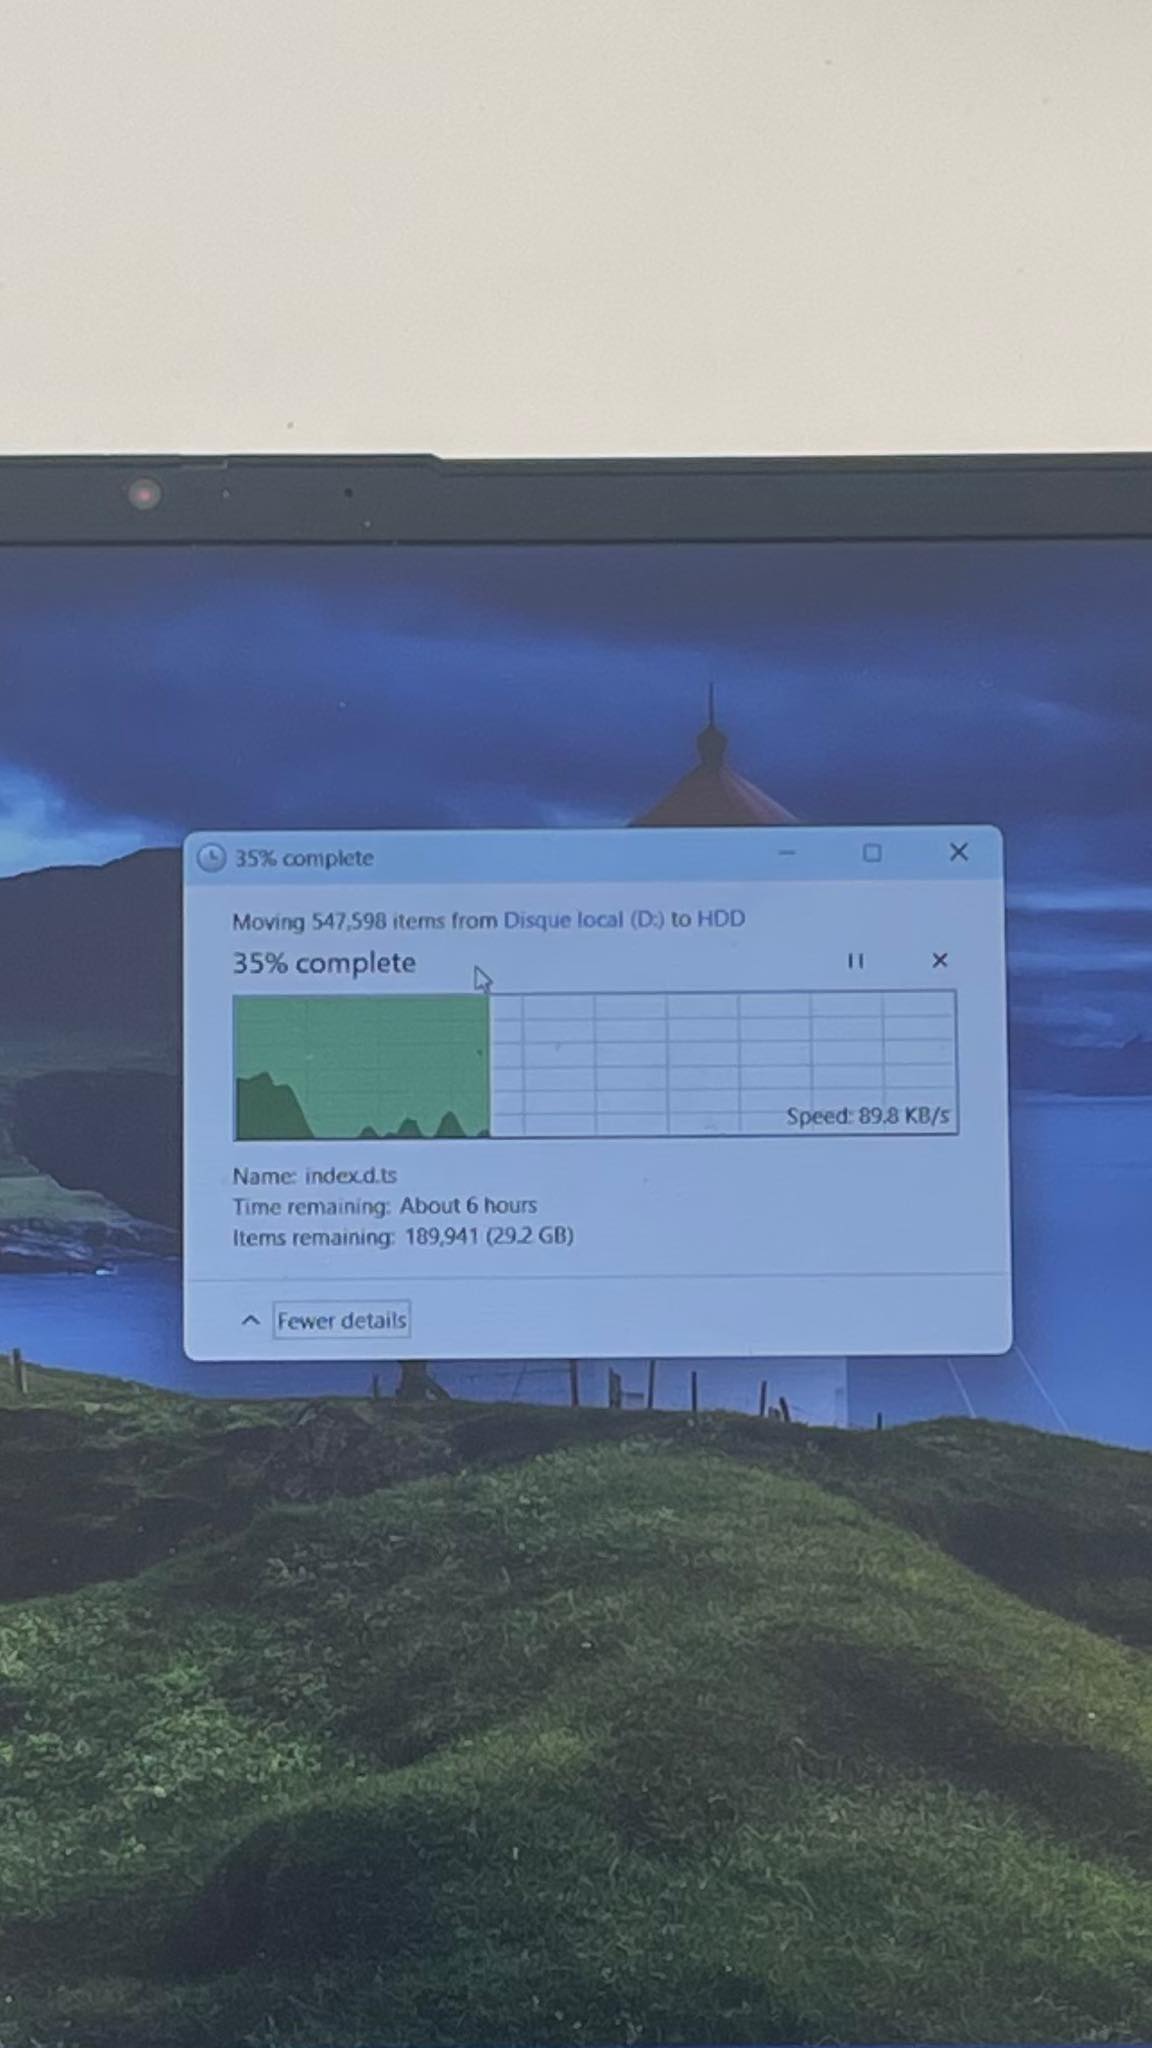 35% complete
Moving 547,598 items from Disque local (D:) to HDD
35% complete
Speed: 89.8 KB/s
Name: index.d.ts
Time remaining: About 6 hours
Items remaining: 189,941 (29.2 GB)
Fewer details